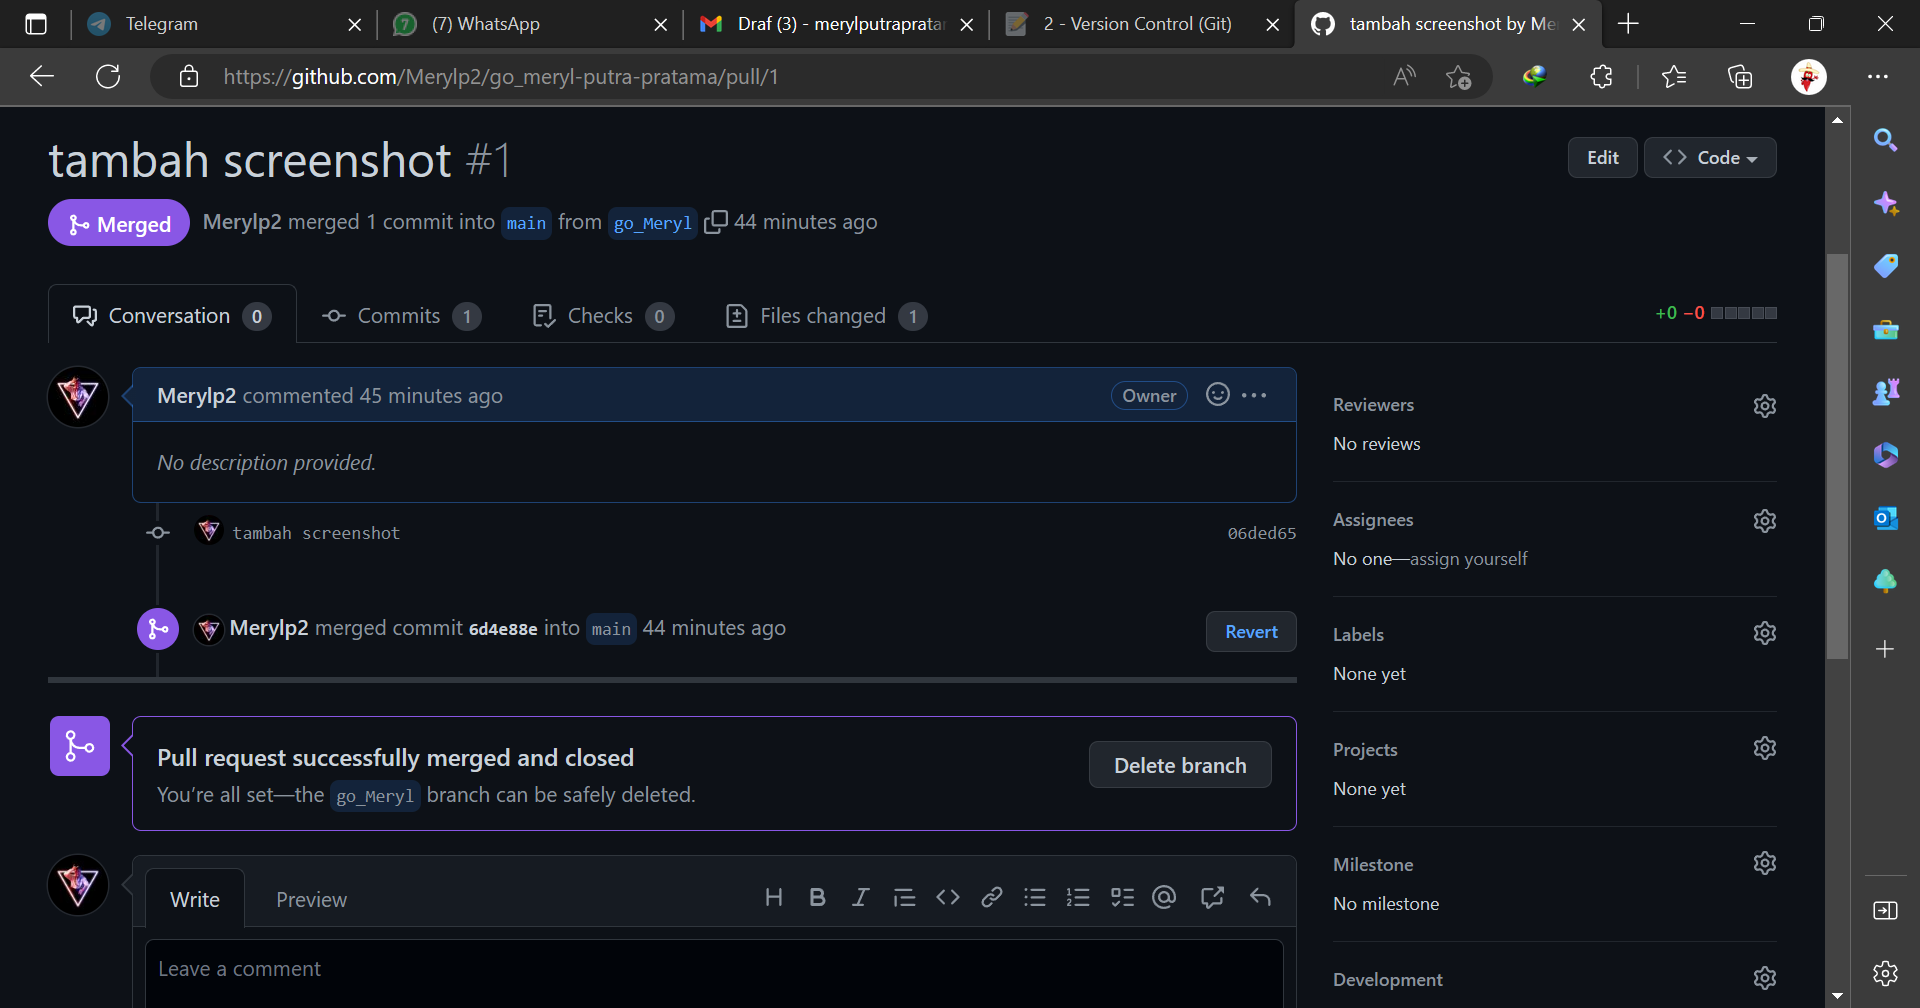 Telegram
(7) WhatsApp
Draf (3) - merylputrapratar
2 - Version Control (Git)
tambah screenshot by Me
https://github.com/Merylp2/go_meryl-putra-pratama/pull/1
tambah screenshot #1
Edit
Code
Merged
Merylp2 merged 1 commit into main from go_Meryl 44 minutes ago
Conversation 0
Commits 1
Checks 0
Files changed 1
+0 −0
Merylp2 commented 45 minutes ago
Owner
No description provided.
tambah screenshot
06ded65
Merylp2 merged commit 6d4e88e into main 44 minutes ago
Revert
Pull request successfully merged and closed
You're all set—the go_Meryl branch can be safely deleted.
Delete branch
Write
Preview
Leave a comment
Reviewers
No reviews
Assignees
No one—assign yourself
Labels
None yet
Projects
None yet
Milestone
No milestone
Development